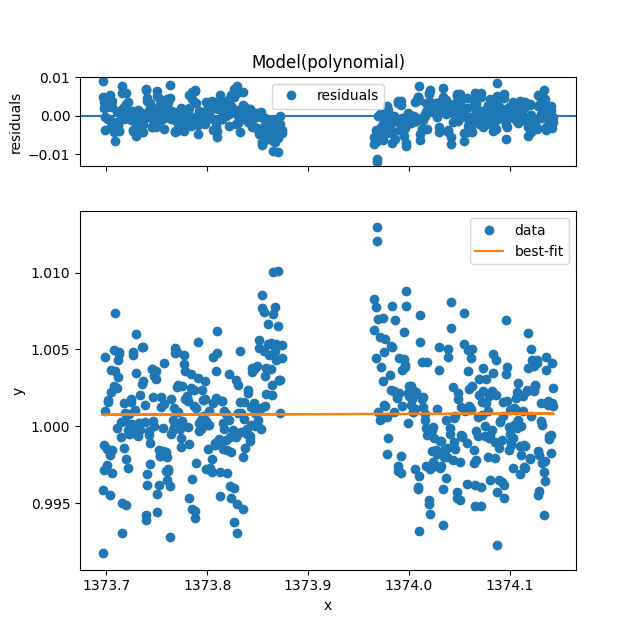 Model(polynomial)
0.01
0.00
−0.01
residuals
residuals
data
best-fit
1.010
1.005
1.000
0.995
y
1373.7 1373.8 1373.9 1374.0 1374.1
x